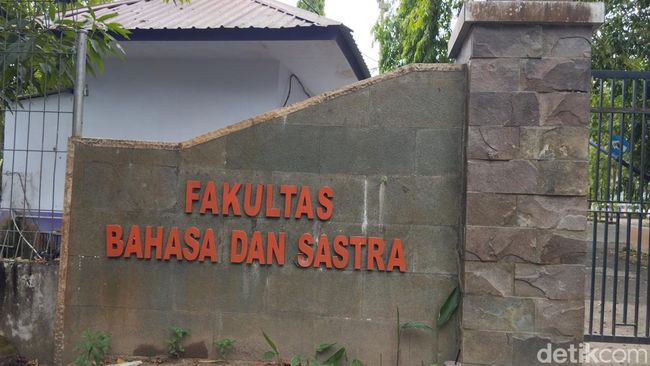 FAKULTAS
BAHASA DAN SASTRA
detikcom